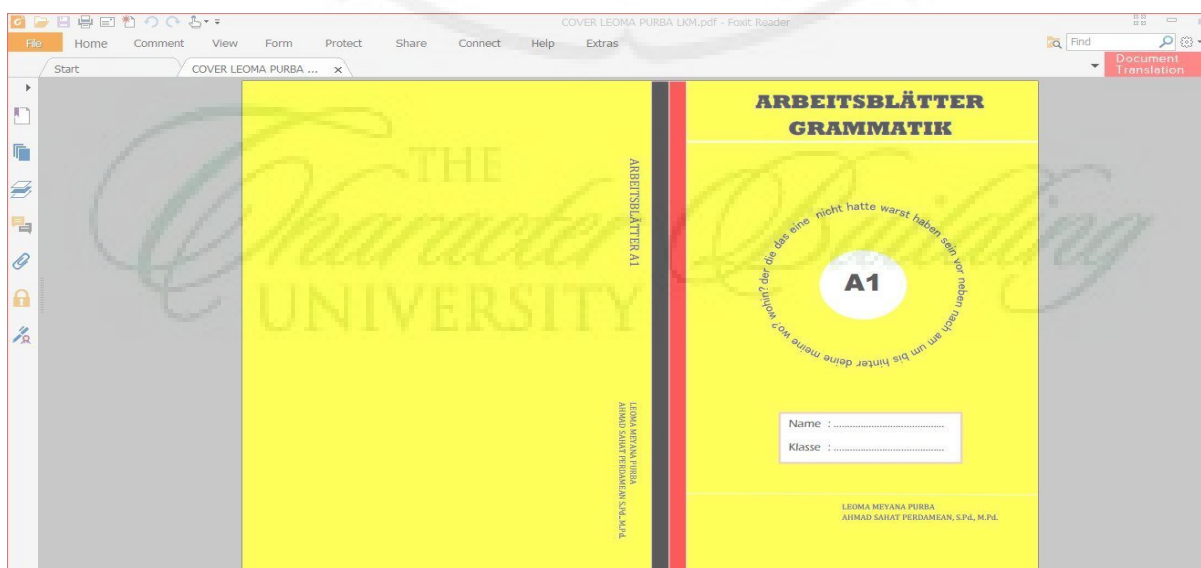 COVER LEOMA PURBA LKM.pdf - Foxit Reader
File Home Comment View Form Protect Share Connect Help Extras
Find
Start
COVER LEOMA PURBA ... x
Document
Translation
THE
Character Building
UNIVERSITY
ARBEITSBLÄTTER A1
LEOMA MEYANA PURBA
AHMAD SAHAT PERDAMEAN S.Pd., M.Pd.
ARBEITSBLÄTTER
GRAMMATIK
der die das eine nicht hatte warst haben sein vor neben nach am um bis hinter deine meine wo? wohin?
A1
Name : ............................................
Klasse : ............................................
LEOMA MEYANA PURBA
AHMAD SAHAT PERDAMEAN, S.Pd., M.Pd.